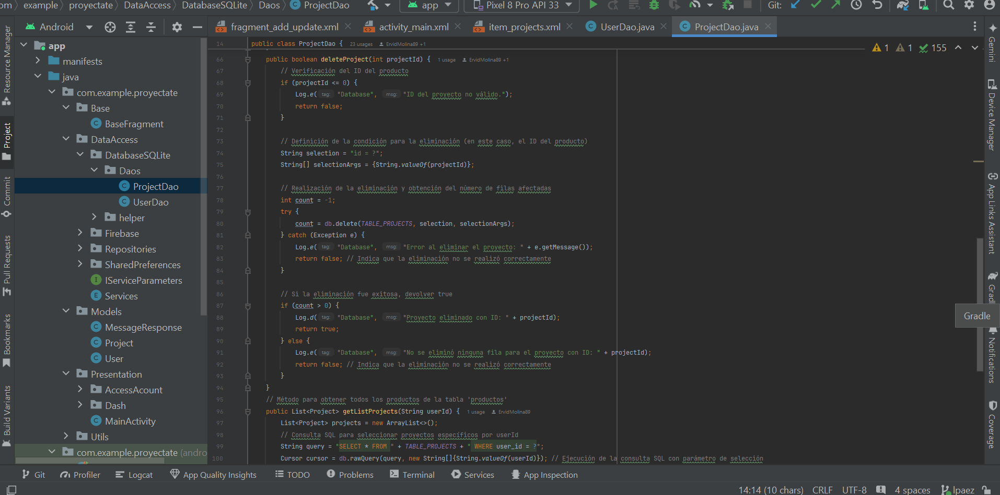 om example proyectate DataAccess DatabaseSQLite Daos ProjectDao app Pixel 8 Pro API 33 Git:
Android fragment_add_update.xml activity_main.xml item_projects.xml UserDao.java ProjectDao.java
Resource Manager
Project
Commit
Pull Requests
Bookmarks
Build Variants
app
manifests
java
com.example.proyectate
Base
BaseFragment
DataAccess
DatabaseSQLite
Daos
ProjectDao
UserDao
helper
Firebase
Repositories
SharedPreferences
IServiceParameters
Services
Models
MessageResponse
Project
User
Presentation
AccessAcount
Dash
MainActivity
Utils
com.example.proyectate (andro
14 public class ProjectDao { 23 usages ErvidMolina89 +1
1 1 155
66 public boolean deleteProject(int projectId) { 1 usage ErvidMolina89 +1
67 // Verificación del ID del producto
68 if (projectId <= 0) {
69 Log.e( tag: "Database", msg: "ID del proyecto no válido.");
70 return false;
71 }
72
73 // Definición de la condición para la eliminación (en este caso, el ID del producto)
74 String selection = "id = ?";
75 String[] selectionArgs = {String.valueOf(projectId)};
76
77 // Realización de la eliminación y obtención del número de filas afectadas
78 int count = -1;
79 try {
80 count = db.delete(TABLE_PROJECTS, selection, selectionArgs);
81 } catch (Exception e) {
82 Log.e( tag: "Database", msg: "Error al eliminar el proyecto: " + e.getMessage());
83 return false; // Indica que la eliminación no se realizó correctamente
84 }
85
86 // Si la eliminación fue exitosa, devolver true
87 if (count > 0) {
88 Log.d( tag: "Database", msg: "Proyecto eliminado con ID: " + projectId);
89 return true;
90 } else {
91 Log.e( tag: "Database", msg: "No se eliminó ninguna fila para el proyecto con ID: " + projectId);
92 return false; // Indica que la eliminación no se realizó correctamente
93 }
94 }
95 // Método para obtener todos los productos de la tabla 'productos'
96 public List<Project> getListProjects(String userId) { 1 usage ErvidMolina89
97 List<Project> projects = new ArrayList<>();
98 // Consulta SQL para seleccionar proyectos específicos por userId
99 String query = "SELECT * FROM " + TABLE_PROJECTS + " WHERE user_id = ?";
100 Cursor cursor = db.rawQuery(query, new String[]{String.valueOf(userId)}); // Ejecución de la consulta SQL con parámetro de selección
Gemini
Device Manager
App Links Assistant
Gradl
Gradle
Notifications
Coverage
Git Profiler Logcat App Quality Insights TODO Problems Terminal Services App Inspection
14:14 (10 chars) CRLF UTF-8 4 spaces lpaez